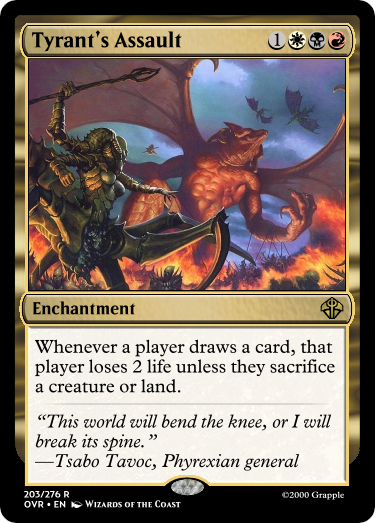 Tyrant's Assault 1
Enchantment
Whenever a player draws a card, that
player loses 2 life unless they sacrifice
a creature or land.
“This world will bend the knee, or I will
break its spine.”
—Tsabo Tavoc, Phyrexian general
203/276 R
OVR • EN Wizards of the Coast
©2000 Grapple